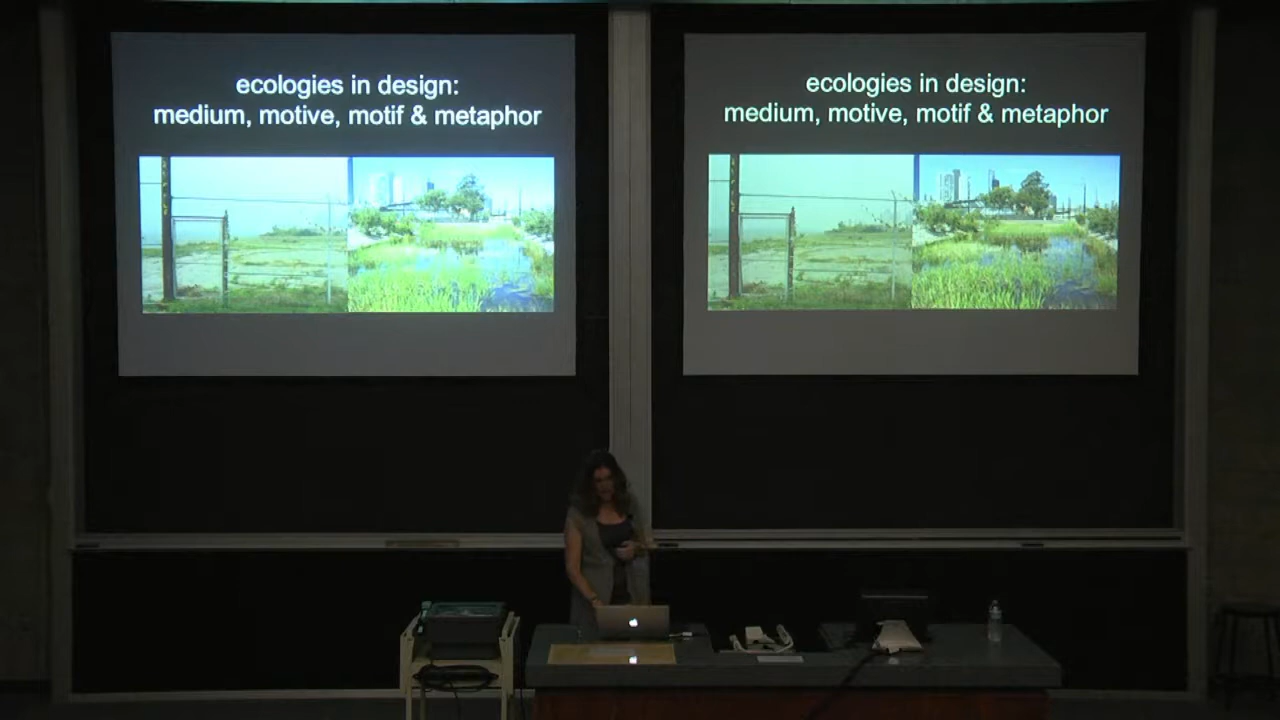 ecologies in design:
medium, motive, motif & metaphor
ecologies in design:
medium, motive, motif & metaphor